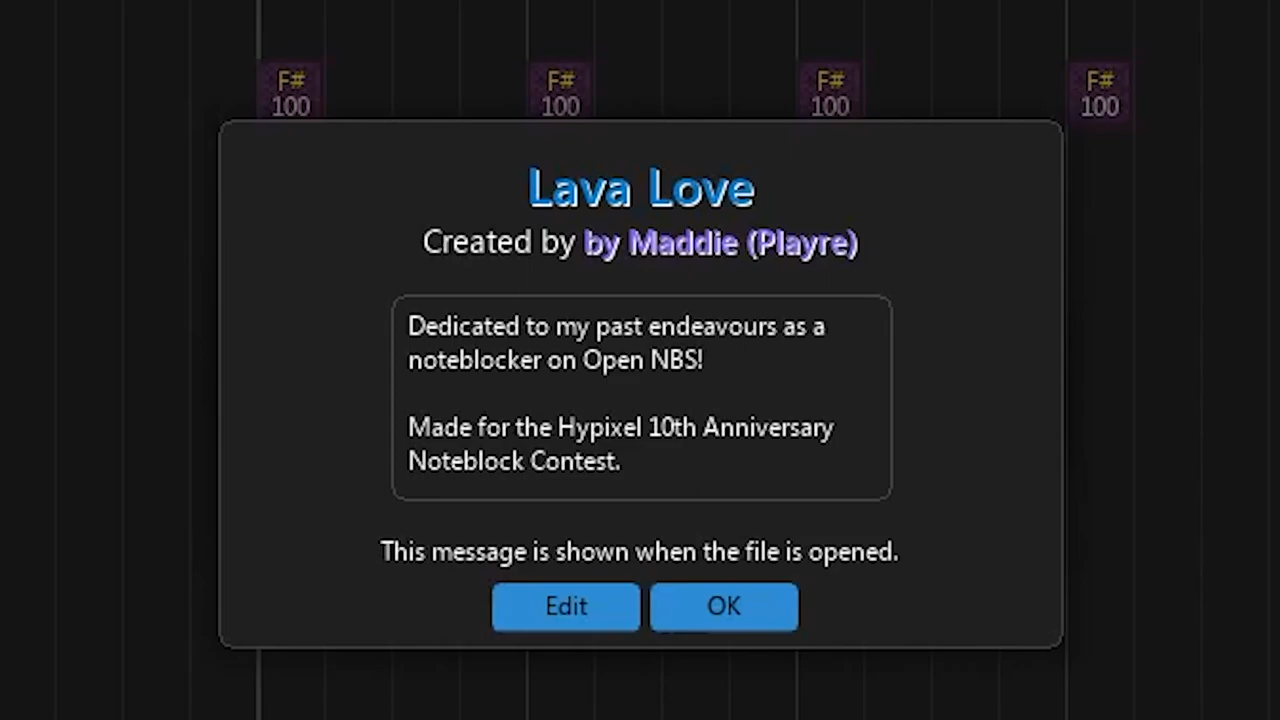 F# F# F# F#
100 100 100 100
Lava Love
Created by by Maddie (Playre)
Dedicated to my past endeavours as a
noteblocker on Open NBS!
Made for the Hypixel 10th Anniversary
Noteblock Contest.
This message is shown when the file is opened.
Edit OK